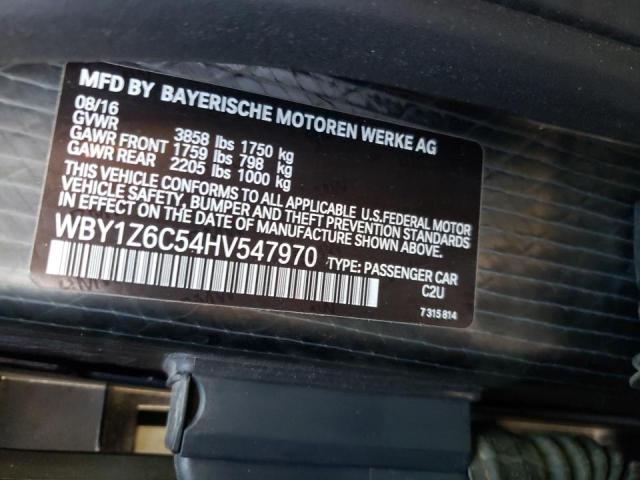 MFD BY BAYERISCHE MOTOREN WERKE AG
08/16
GVWR 3858 lbs 1750 kg
GAWR FRONT 1759 lbs 798 kg
GAWR REAR 2205 lbs 1000 kg
THIS VEHICLE CONFORMS TO ALL APPLICABLE U.S. FEDERAL MOTOR
VEHICLE SAFETY, BUMPER, AND THEFT PREVENTION STANDARDS
IN EFFECT ON THE DATE OF MANUFACTURE SHOWN ABOVE.
WBY1Z6C54HV547970 TYPE: PASSENGER CAR
C2U
7 315 814